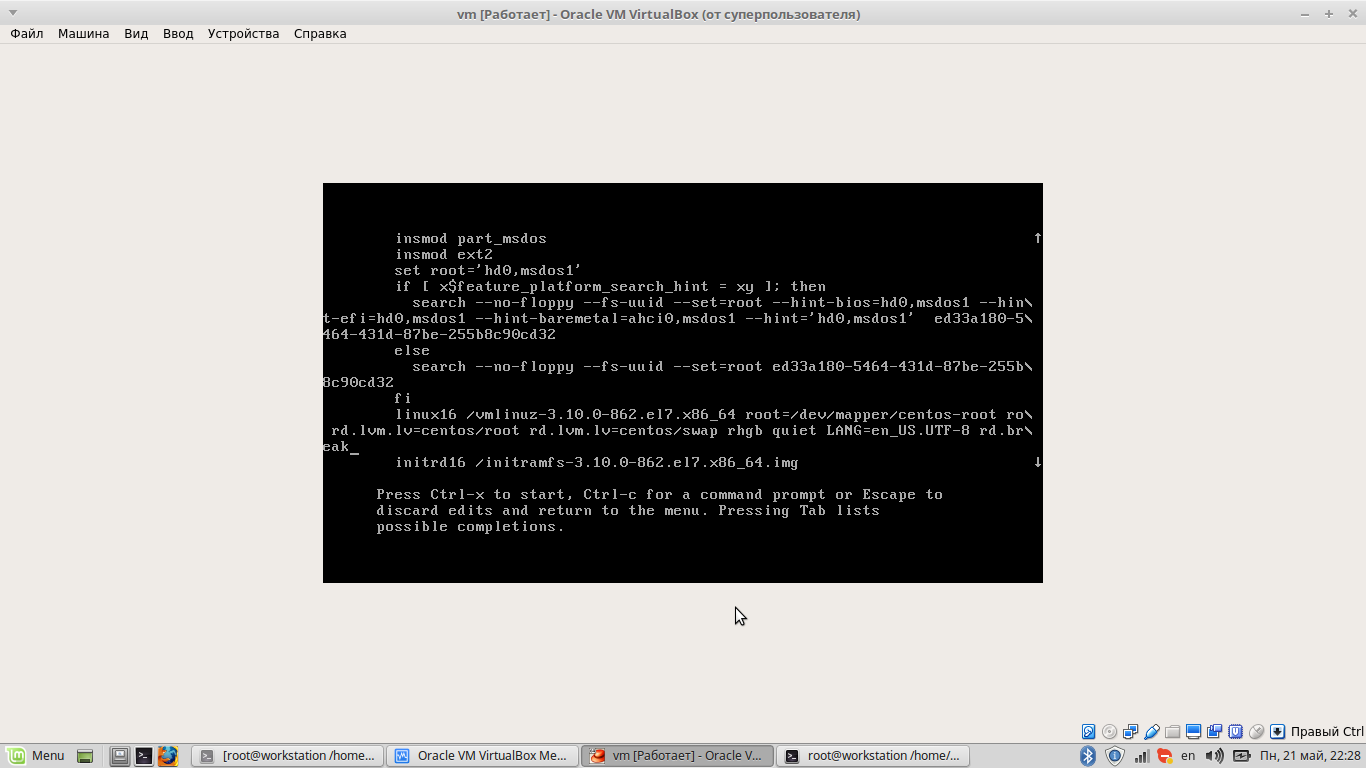 vm [Работает] - Oracle VM VirtualBox (от суперпользователя)
Файл Машина Вид Ввод Устройства Справка
insmod part_msdos
insmod ext2
set root='hd0,msdos1'
if [ x$feature_platform_search_hint = xy ]; then
search --no-floppy --fs-uuid --set=root --hint-bios=hd0,msdos1 --hin\
t-efi=hd0,msdos1 --hint-baremetal=ahci0,msdos1 --hint='hd0,msdos1'  ed33a180-5\
464-431d-87be-255b8c90cd32
else
search --no-floppy --fs-uuid --set=root ed33a180-5464-431d-87be-255b\
8c90cd32
fi
linux16 /vmlinuz-3.10.0-862.el7.x86_64 root=/dev/mapper/centos-root ro\
rd.lvm.lv=centos/root rd.lvm.lv=centos/swap rhgb quiet LANG=en_US.UTF-8 rd.br\
eak_
initrd16 /initramfs-3.10.0-862.el7.x86_64.img
Press Ctrl-x to start, Ctrl-c for a command prompt or Escape to
discard edits and return to the menu. Pressing Tab lists
possible completions.
Правый Ctrl
Menu [root@workstation /home... Oracle VM VirtualBox Ме... vm [Работает] - Oracle V... root@workstation /home/... en Пн, 21 май, 22:28